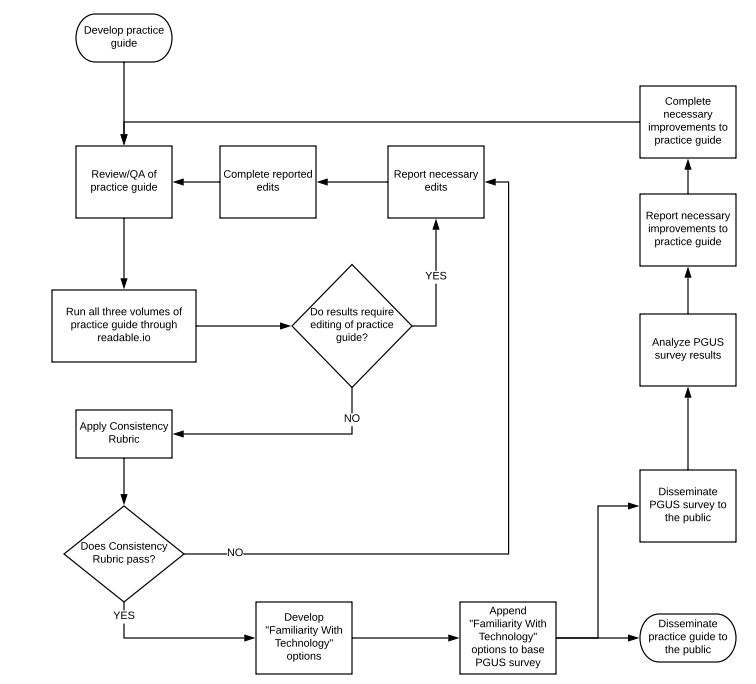 Develop practice
guide
Complete
necessary
improvements to
practice guide
Review/QA of
practice guide
Complete reported
edits
Report necessary
edits
Report necessary
improvements to
practice guide
YES
Run all three volumes of
practice guide through
readable.io
Do results require
editing of practice
guide?
Analyze PGUS
survey results
NO
Apply Consistency
Rubric
Disseminate
PGUS survey to
the public
Does Consistency
Rubric pass?
NO
YES
Develop
"Familiarity With
Technology"
options
Append
"Familiarity With
Technology"
options to base
PGUS survey
Disseminate
practice guide to
the public